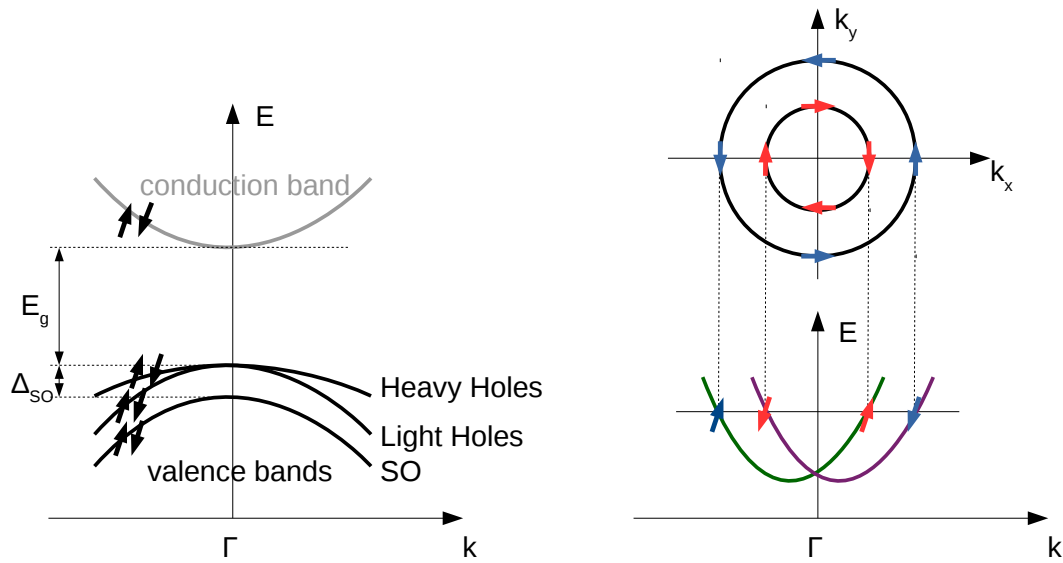 E
conduction band
E_g
Δ_SO
Heavy Holes
Light Holes
SO
valence bands
Γ
k
k_y
k_x
E
Γ
k